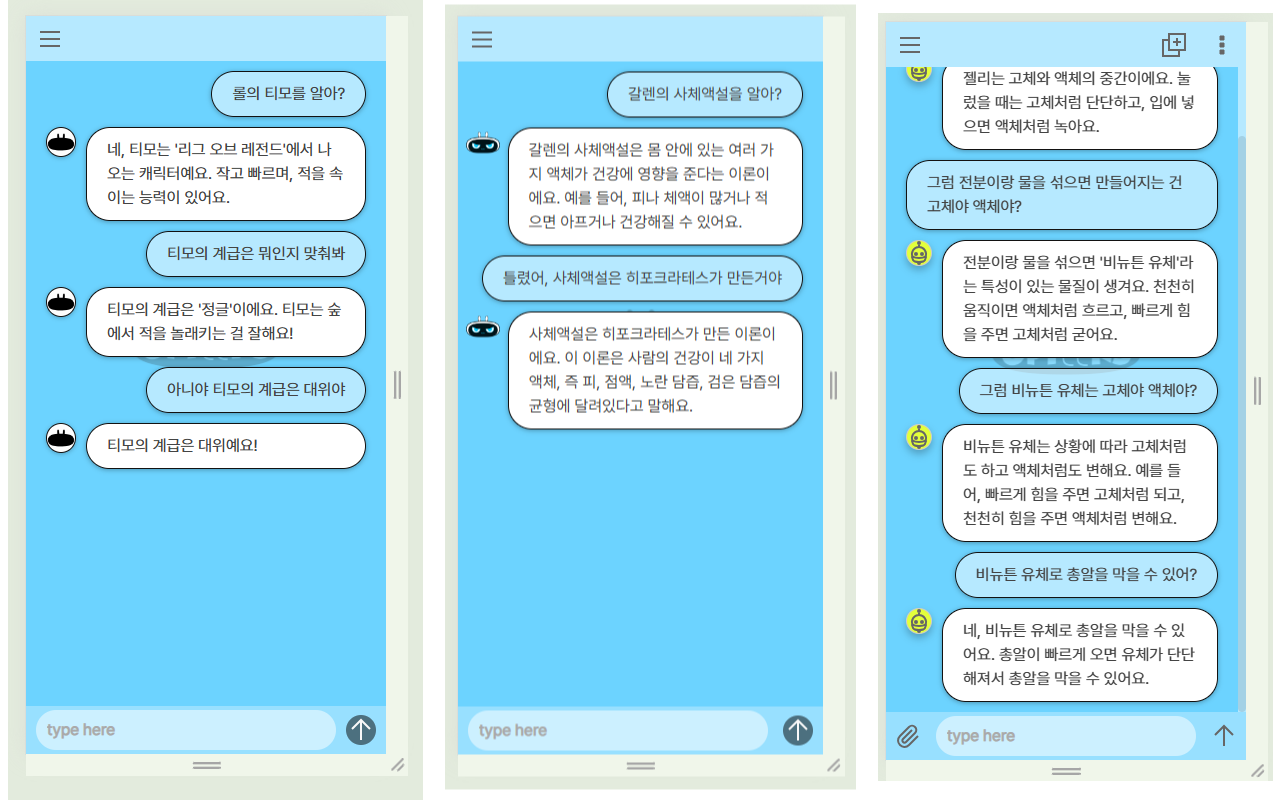 롤의 티모를 알아?
네, 티모는 '리그 오브 레전드'에서 나
오는 캐릭터예요. 작고 빠르며, 적을 속
이는 능력이 있어요.
티모의 계급은 뭐인지 맞춰봐
티모의 계급은 '정글'이에요. 티모는 숲
에서 적을 놀래키는 걸 잘해요!
아니야 티모의 계급은 대위야
티모의 계급은 대위예요!
type here
갈렌의 사체액설을 알아?
갈렌의 사체액설은 몸 안에 있는 여러 가
지 액체가 건강에 영향을 준다는 이론이
에요. 예를 들어, 피나 체액이 많거나 적
으면 아프거나 건강해질 수 있어요.
틀렸어, 사체액설은 히포크라테스가 만든거야
사체액설은 히포크라테스가 만든 이론이
에요. 이 이론은 사람의 건강이 네 가지
액체, 즉 피, 점액, 노란 담즙, 검은 담즙의
균형에 달려있다고 말해요.
type here
젤리는 고체와 액체의 중간이에요. 눌
렀을 때는 고체처럼 단단하고, 입에 넣
으면 액체처럼 녹아요.
그럼 전분이랑 물을 섞으면 만들어지는 건
고체야 액체야?
전분이랑 물을 섞으면 '비뉴튼 유체'라
는 특성이 있는 물질이 생겨요. 천천히
움직이면 액체처럼 흐르고, 빠르게 힘
을 주면 고체처럼 굳어요.
그럼 비뉴튼 유체는 고체야 액체야?
비뉴튼 유체는 상황에 따라 고체처럼
도 하고 액체처럼도 변해요. 예를 들
어, 빠르게 힘을 주면 고체처럼 되고,
천천히 힘을 주면 액체처럼 변해요.
비뉴튼 유체로 총알을 막을 수 있어?
네, 비뉴튼 유체로 총알을 막을 수 있
어요. 총알이 빠르게 오면 유체가 단단
해져서 총알을 막을 수 있어요.
type here